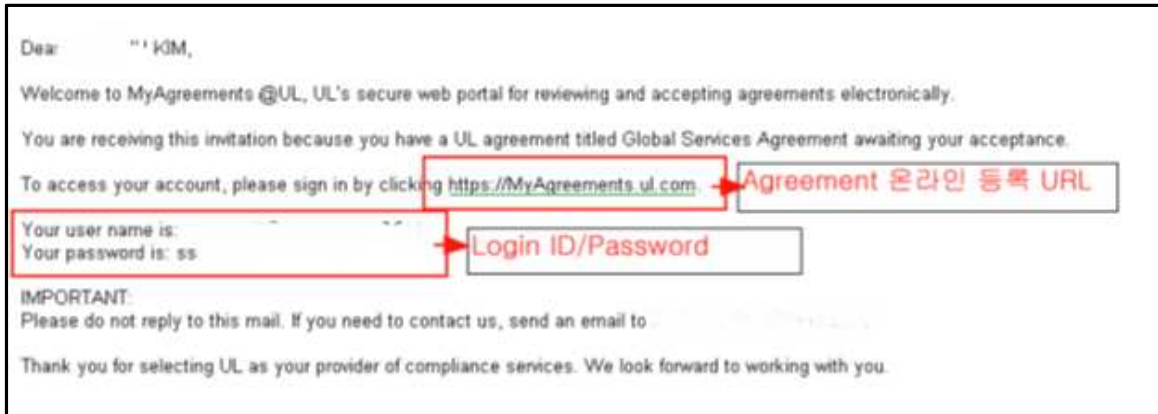 Dear KIM,
Welcome to MyAgreements @UL, UL's secure web portal for reviewing and accepting agreements electronically.
You are receiving this invitation because you have a UL agreement titled Global Services Agreement awaiting your acceptance.
To access your account, please sign in by clicking https://MyAgreements.ul.com. Agreement 온라인 등록 URL
Your user name is:
Your password is: ss
Login ID/Password
IMPORTANT:
Please do not reply to this mail. If you need to contact us, send an email to
Thank you for selecting UL as your provider of compliance services. We look forward to working with you.